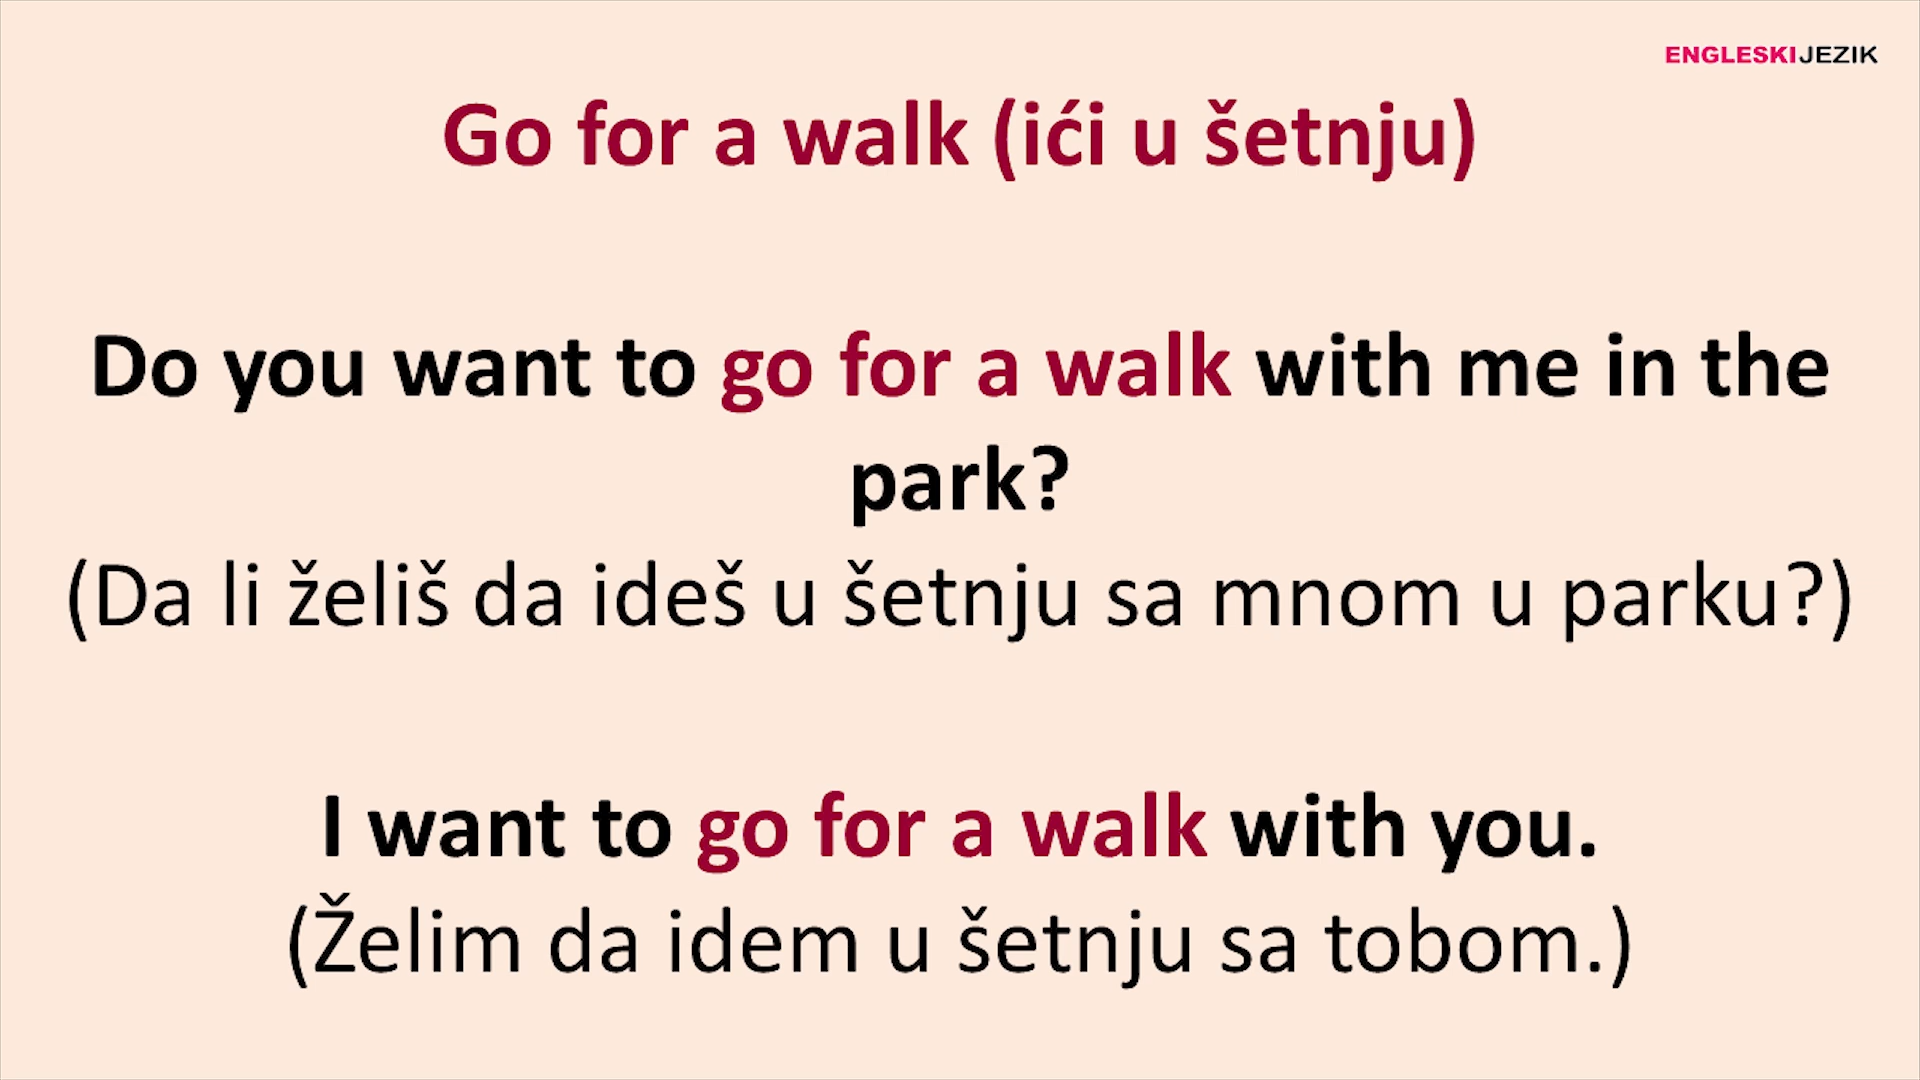 ENGLESKIJEZIK
Go for a walk (ići u šetnju)
Do you want to go for a walk with me in the
park?
(Da li želiš da ideš u šetnju sa mnom u parku?)
I want to go for a walk with you.
(Želim da idem u šetnju sa tobom.)